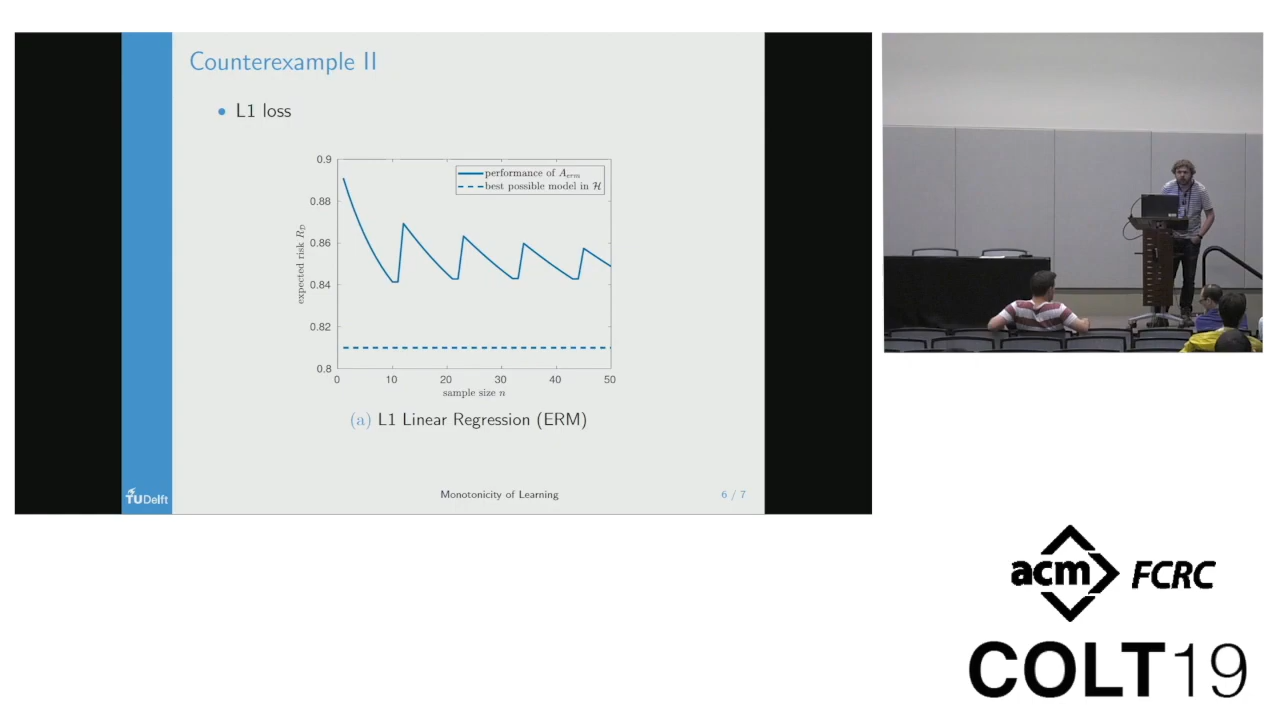 Counterexample II
• L1 loss
0.9
0.88
0.86
0.84
0.82
0.8
expected risk R_D
performance of A_erm
best possible model in ℋ
0 10 20 30 40 50
sample size n
(a) L1 Linear Regression (ERM)
TUDelft
Monotonicity of Learning
6 / 7
acm FCRC
COLT19